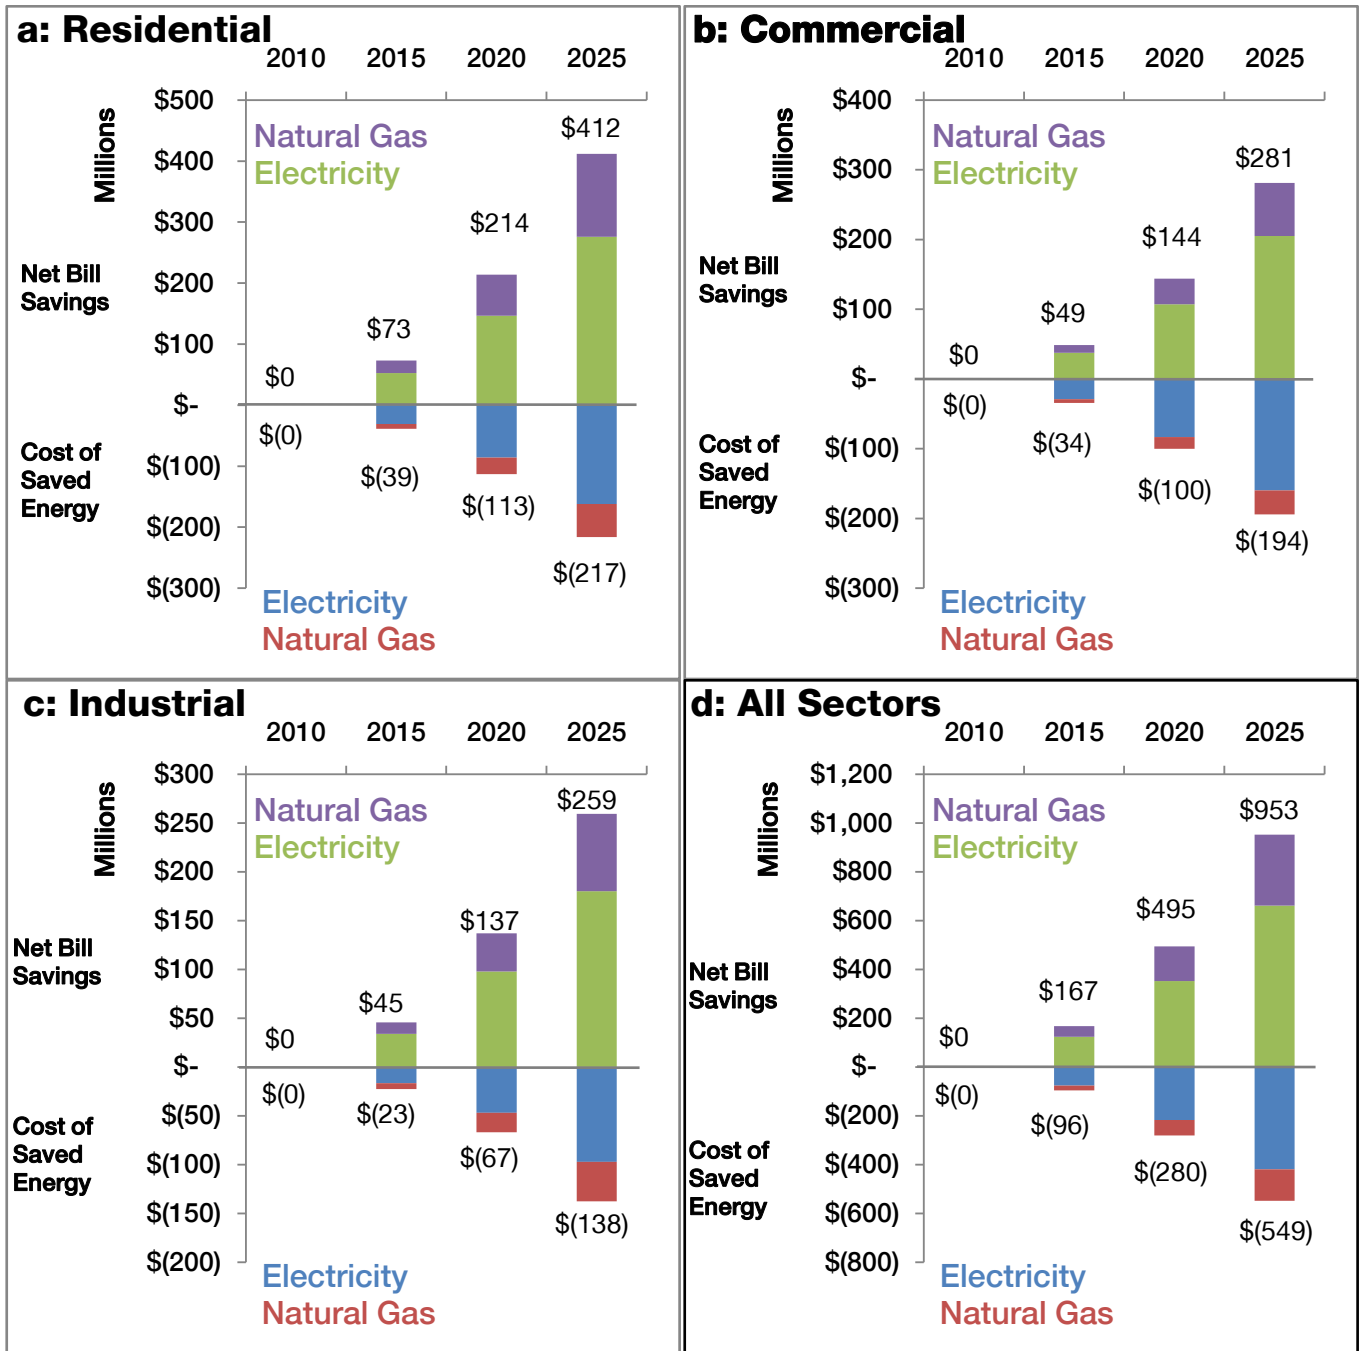 a: Residential
2010 2015 2020 2025
Millions
$500
$400
$300
$200
$100
$-
$(100)
$(200)
$(300)
Natural Gas
Electricity
Net Bill
Savings
Cost of
Saved
Energy
$0
$73
$214
$412
$(0)
$(39)
$(113)
$(217)
Electricity
Natural Gas
b: Commercial
2010 2015 2020 2025
Millions
$400
$300
$200
$100
$-
$(100)
$(200)
$(300)
Natural Gas
Electricity
Net Bill
Savings
Cost of
Saved
Energy
$0
$49
$144
$281
$(0)
$(34)
$(100)
$(194)
Electricity
Natural Gas
c: Industrial
2010 2015 2020 2025
Millions
$300
$250
$200
$150
$100
$50
$-
$(50)
$(100)
$(150)
$(200)
Natural Gas
Electricity
Net Bill
Savings
Cost of
Saved
Energy
$0
$45
$137
$259
$(0)
$(23)
$(67)
$(138)
Electricity
Natural Gas
d: All Sectors
2010 2015 2020 2025
Millions
$1,200
$1,000
$800
$600
$400
$200
$-
$(200)
$(400)
$(600)
$(800)
Natural Gas
Electricity
Net Bill
Savings
Cost of
Saved
Energy
$0
$167
$495
$953
$(0)
$(96)
$(280)
$(549)
Electricity
Natural Gas